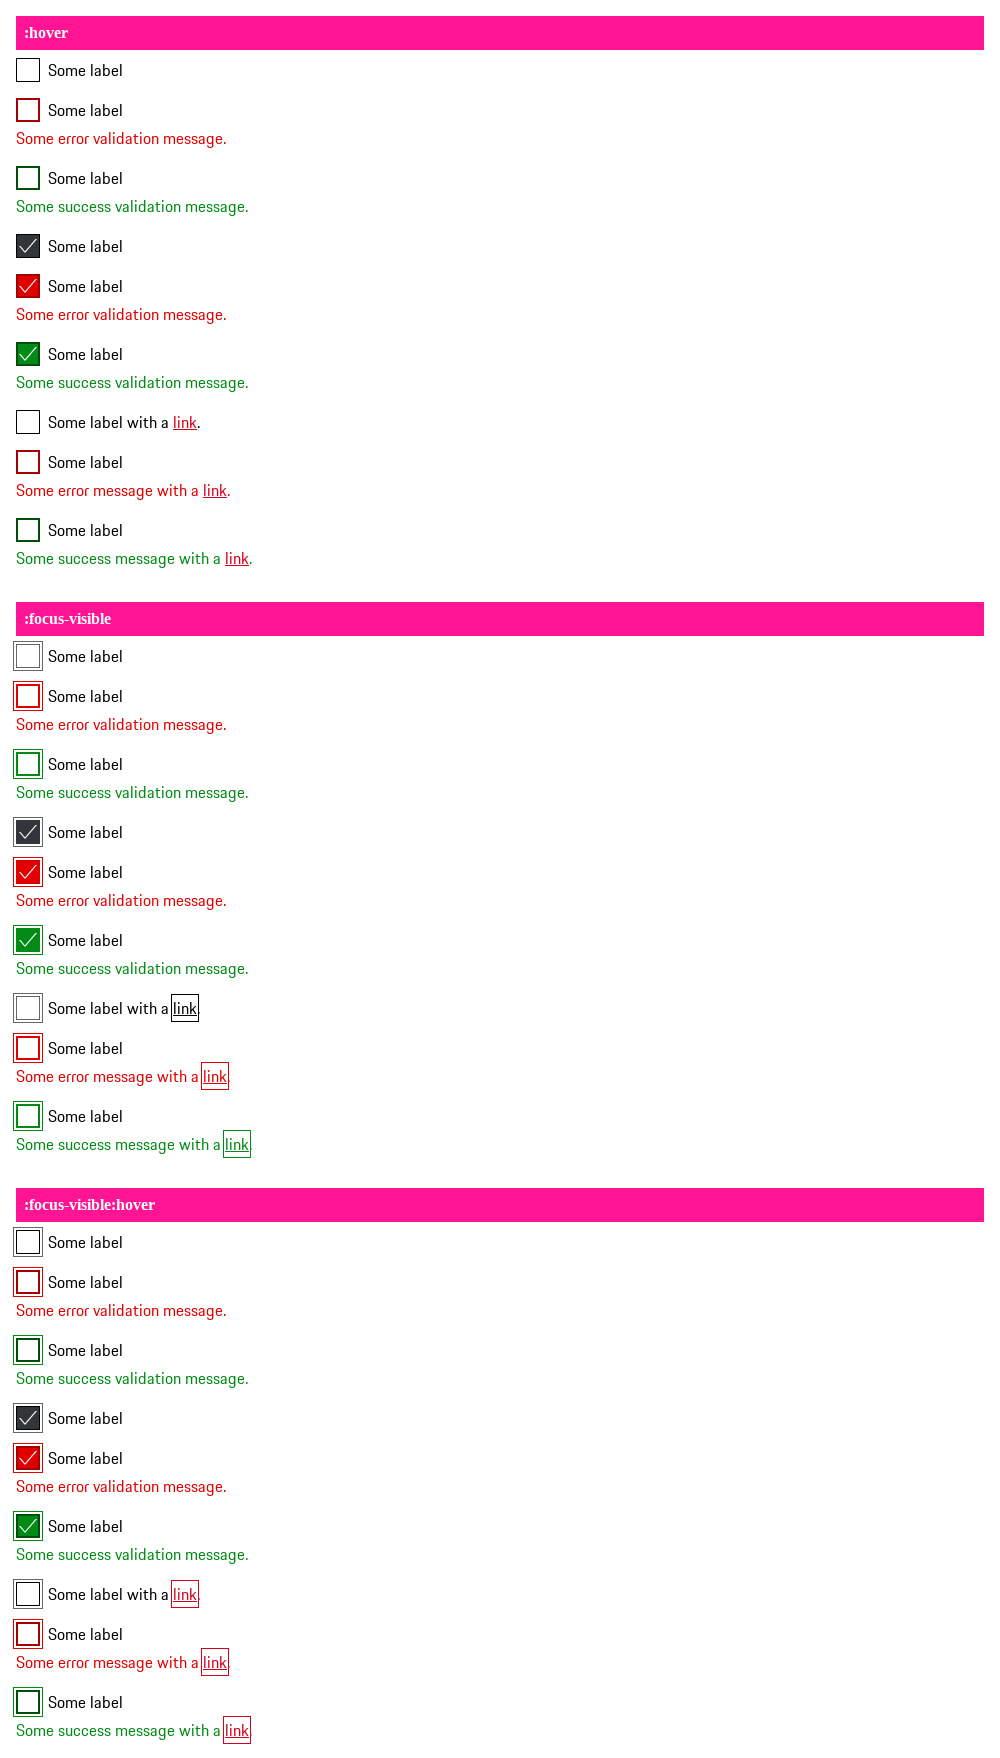 :hover
Some label
Some label
Some error validation message.
Some label
Some success validation message.
Some label
Some label
Some error validation message.
Some label
Some success validation message.
Some label with a link.
Some label
Some error message with a link.
Some label
Some success message with a link.
:focus-visible
Some label
Some label
Some error validation message.
Some label
Some success validation message.
Some label
Some label
Some error validation message.
Some label
Some success validation message.
Some label with a link.
Some label
Some error message with a link.
Some label
Some success message with a link.
:focus-visible:hover
Some label
Some label
Some error validation message.
Some label
Some success validation message.
Some label
Some label
Some error validation message.
Some label
Some success validation message.
Some label with a link.
Some label
Some error message with a link.
Some label
Some success message with a link.